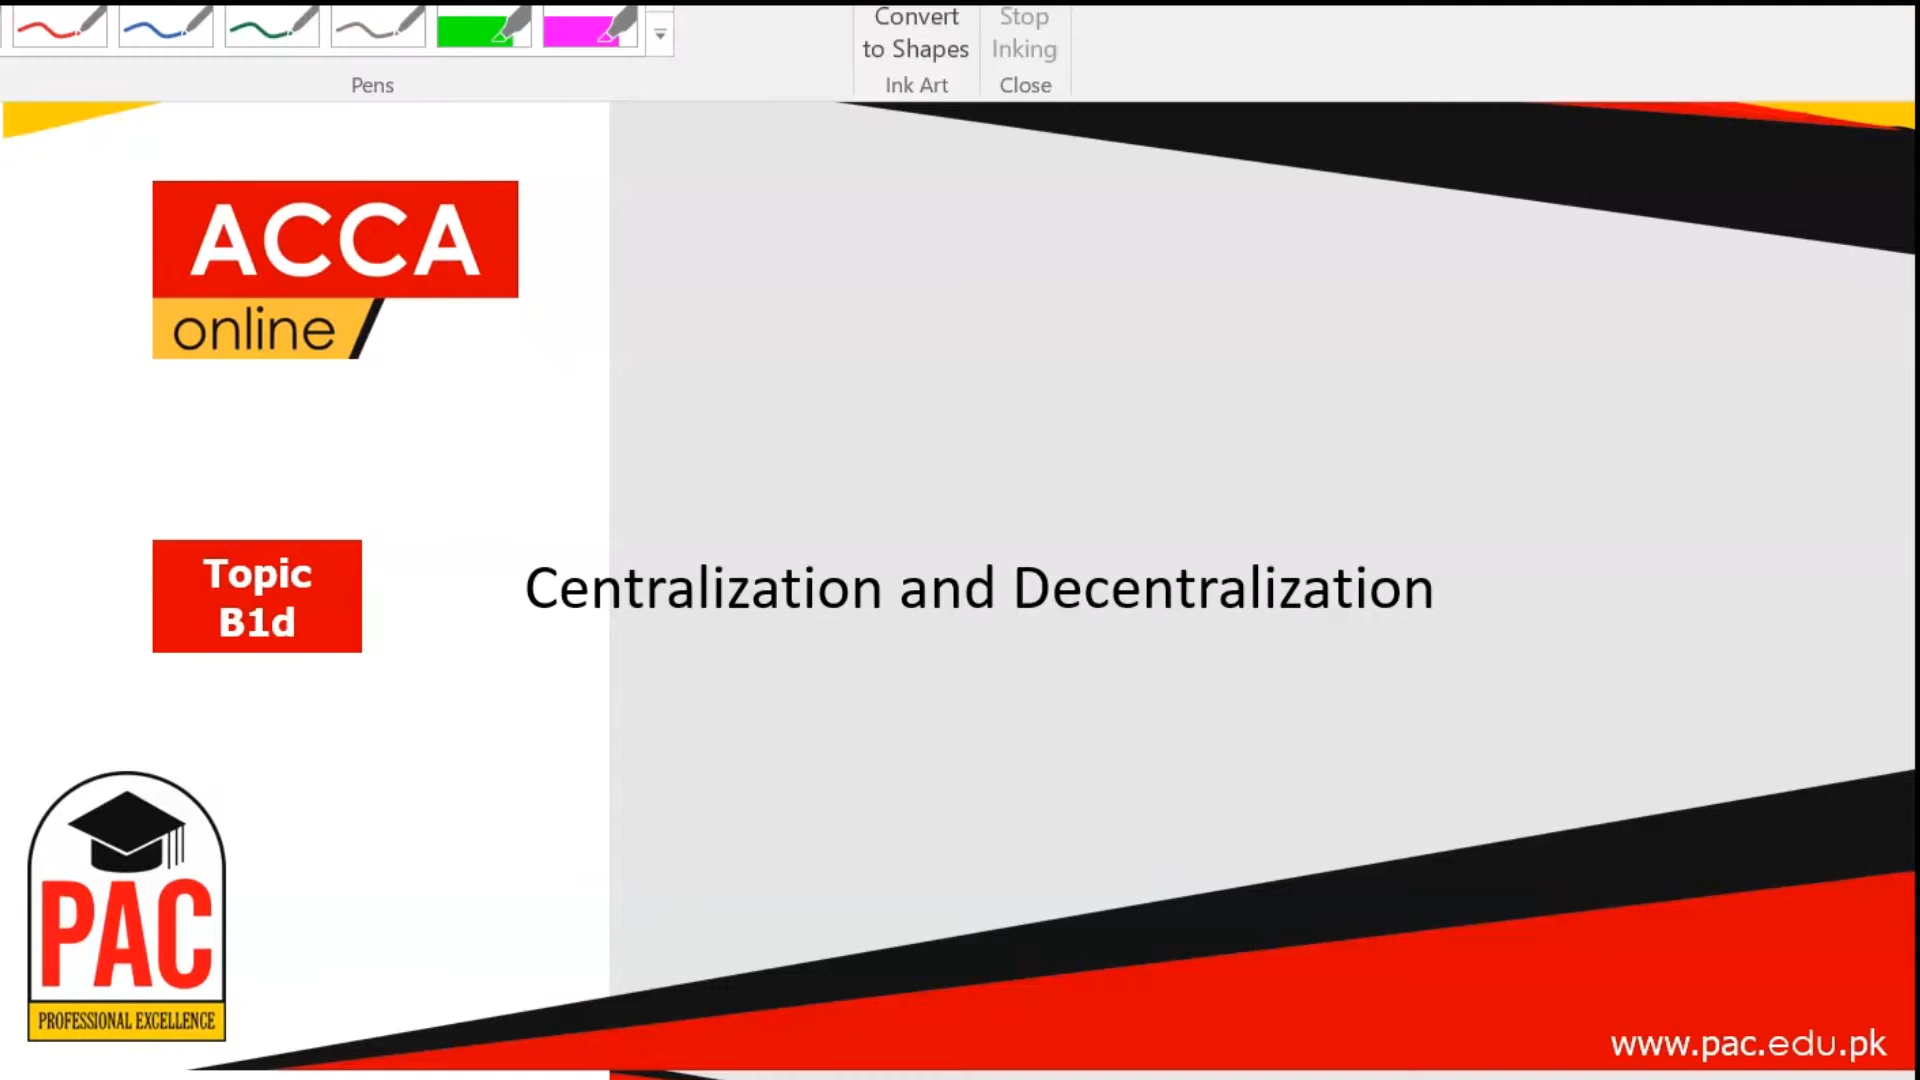 Convert
to Shapes
Stop
Inking
Pens
Ink Art
Close
ACCA
online
Topic
B1d
Centralization and Decentralization
PAC
PROFESSIONAL EXCELLENCE
www.pac.edu.pk